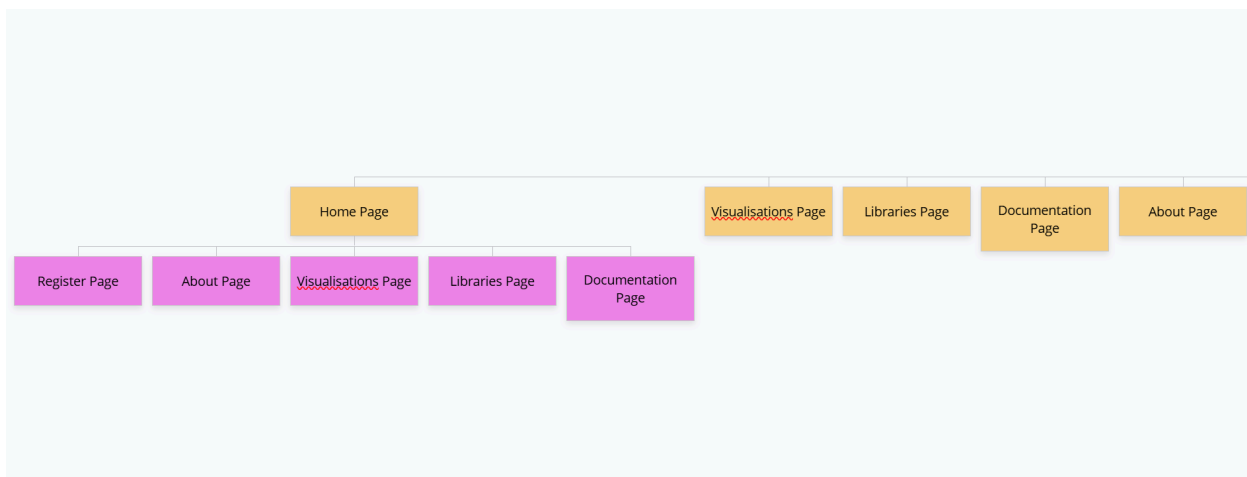 Home Page
Visualisations Page
Libraries Page
Documentation
Page
About Page
Register Page
About Page
Visualisations Page
Libraries Page
Documentation
Page